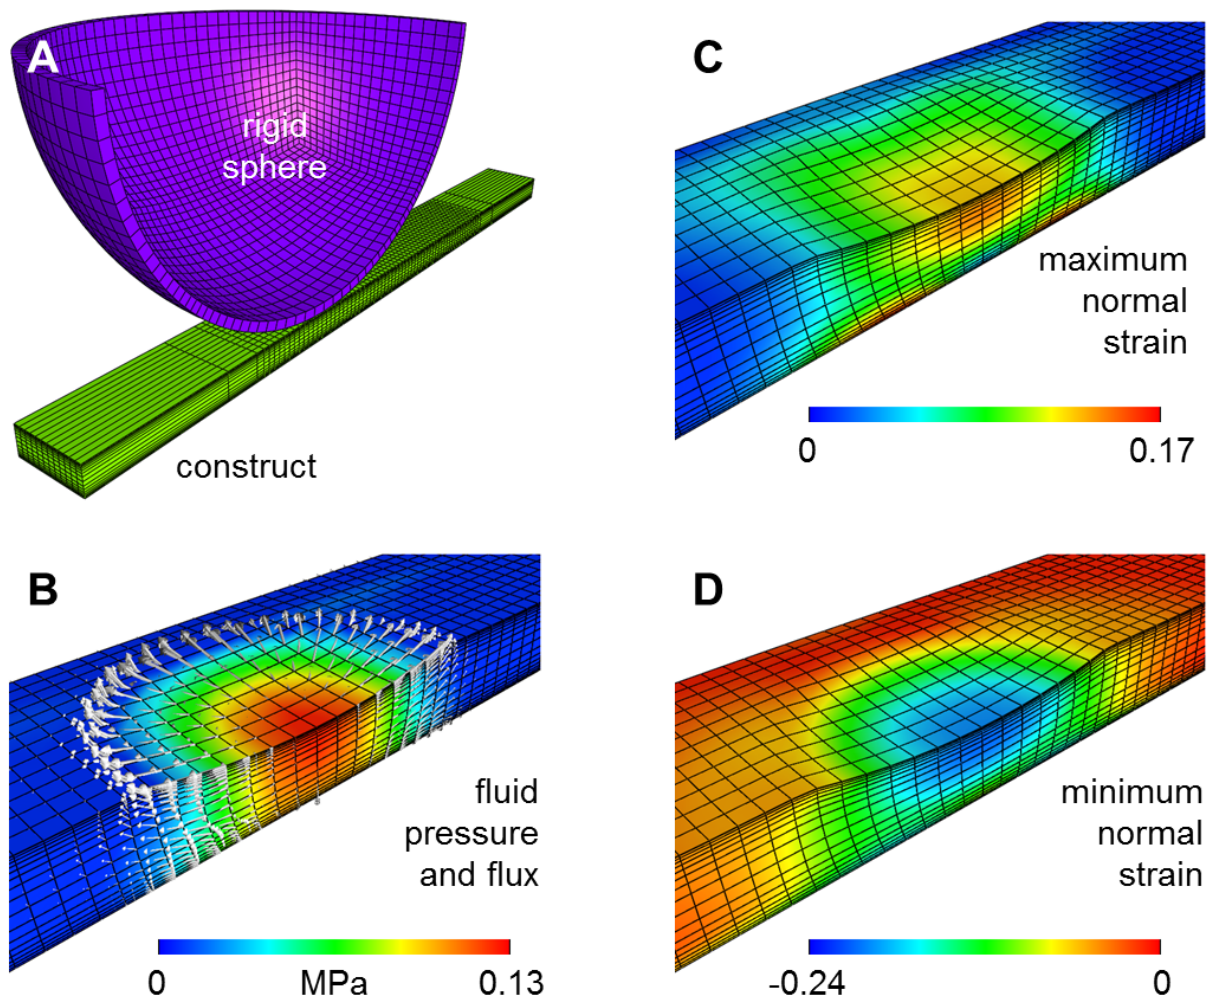 A
rigid
sphere
construct
C
maximum
normal
strain
0
0.17
B
fluid
pressure
and flux
0
MPa
0.13
D
minimum
normal
strain
-0.24
0